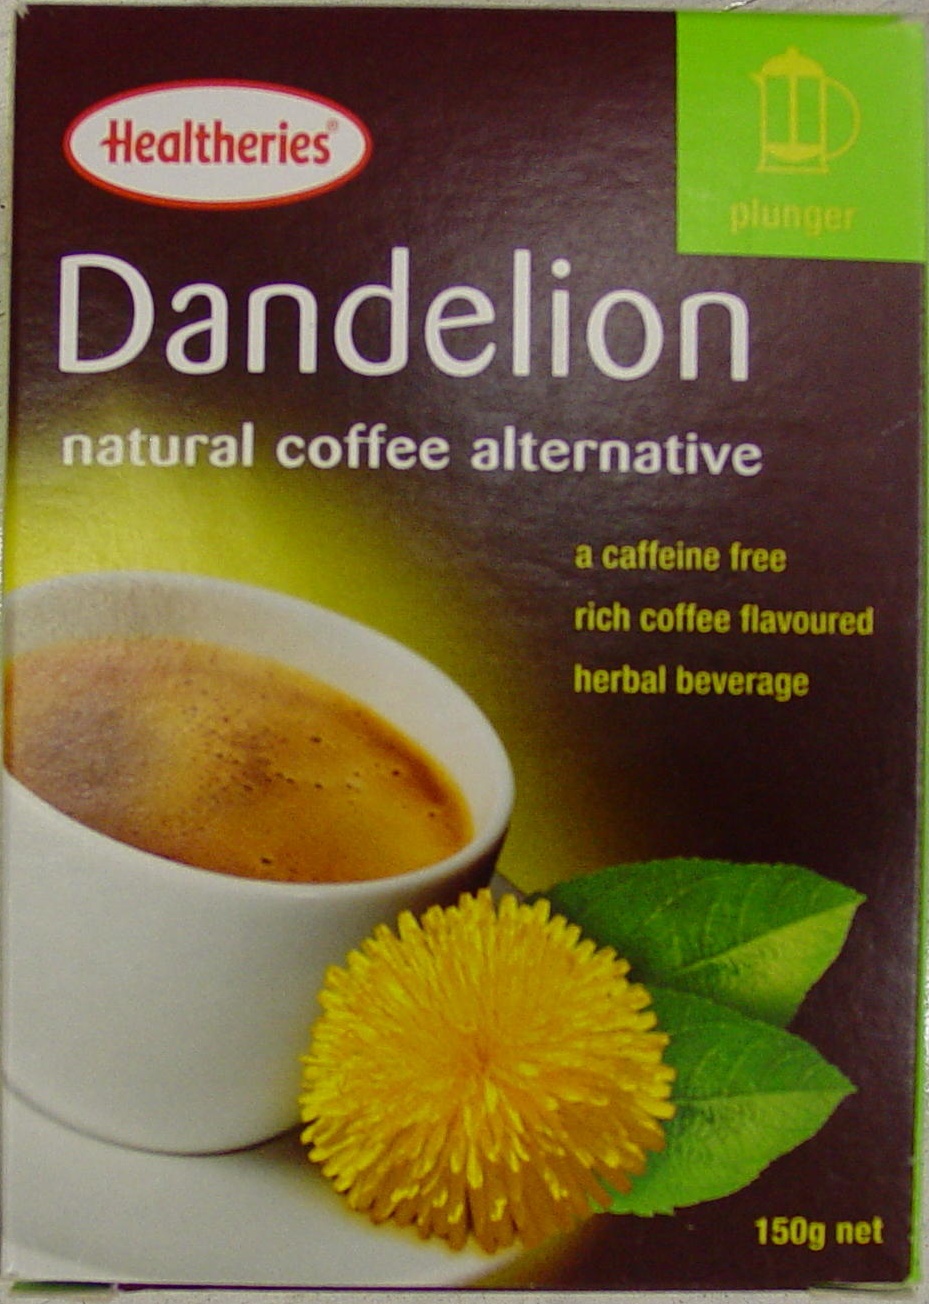 Healtheries®
plunger
Dandelion
natural coffee alternative
a caffeine free
rich coffee flavoured
herbal beverage
150g net